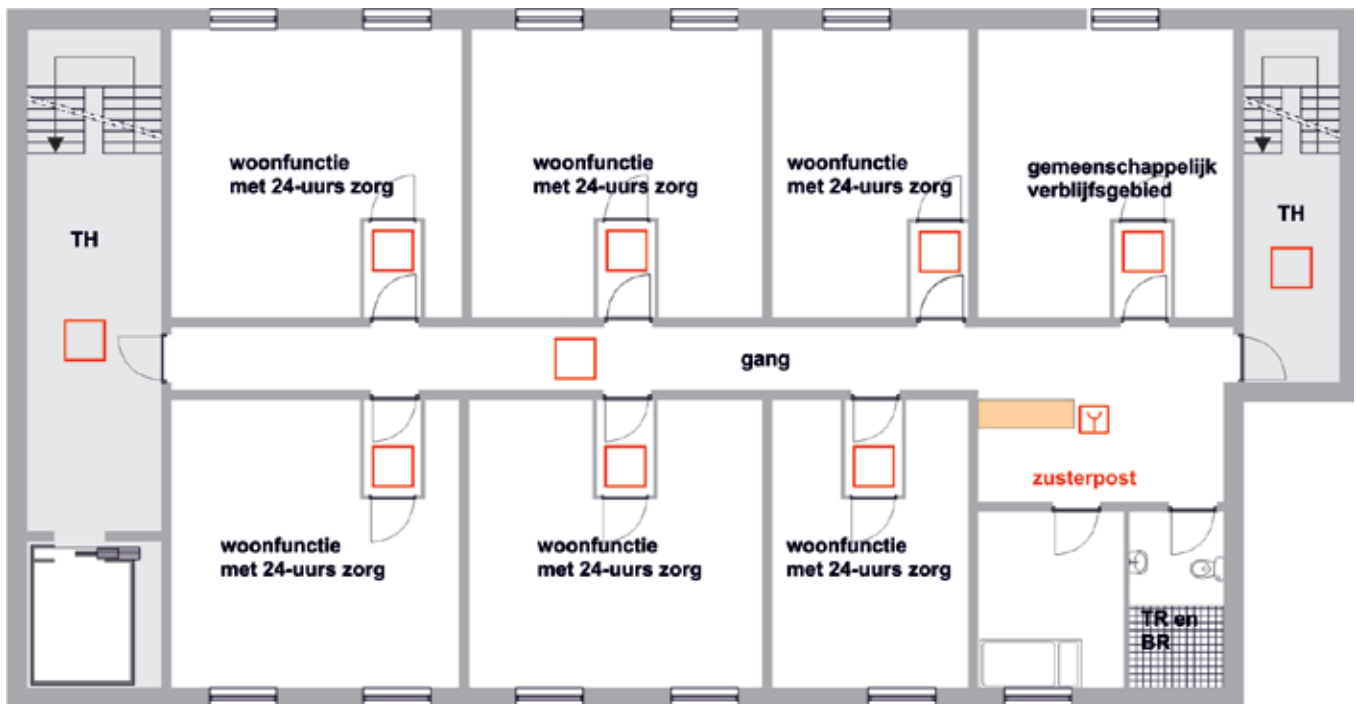 woonfunctie
met 24-uurs zorg
woonfunctie
met 24-uurs zorg
woonfunctie
met 24-uurs zorg
gemeenschappelijk
verblijfsgebied
TH
TH
gang
zusterpost
woonfunctie
met 24-uurs zorg
woonfunctie
met 24-uurs zorg
woonfunctie
met 24-uurs zorg
TR en
BR